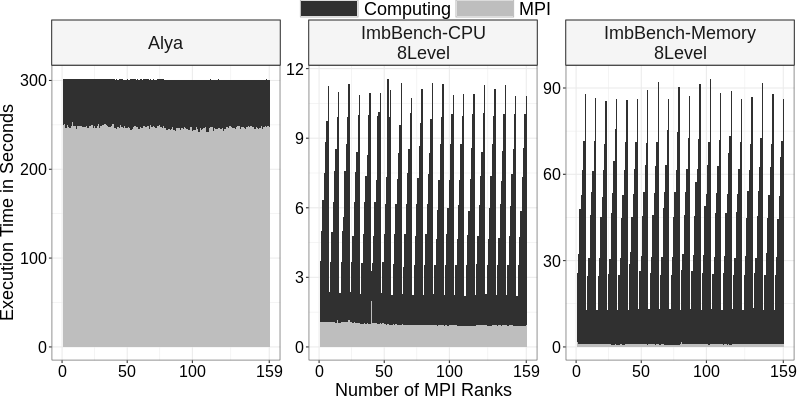 Computing MPI
Alya
ImbBench-CPU
8Level
ImbBench-Memory
8Level
Execution Time in Seconds
300
200
100
0
12
9
6
3
0
90
60
30
0
0 50 100 159
0 50 100 159
0 50 100 159
Number of MPI Ranks